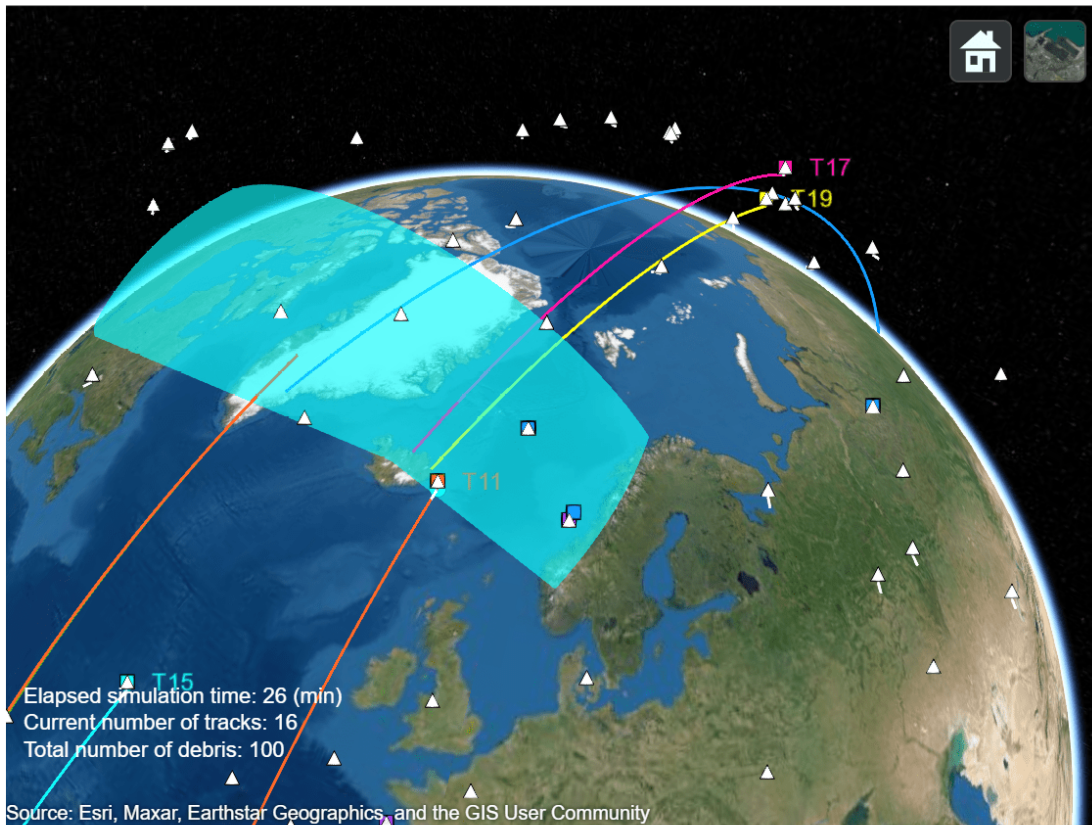 T17
T19
T11
T15
Elapsed simulation time: 26 (min)
Current number of tracks: 16
Total number of debris: 100
Source: Esri, Maxar, Earthstar Geographics, and the GIS User Community